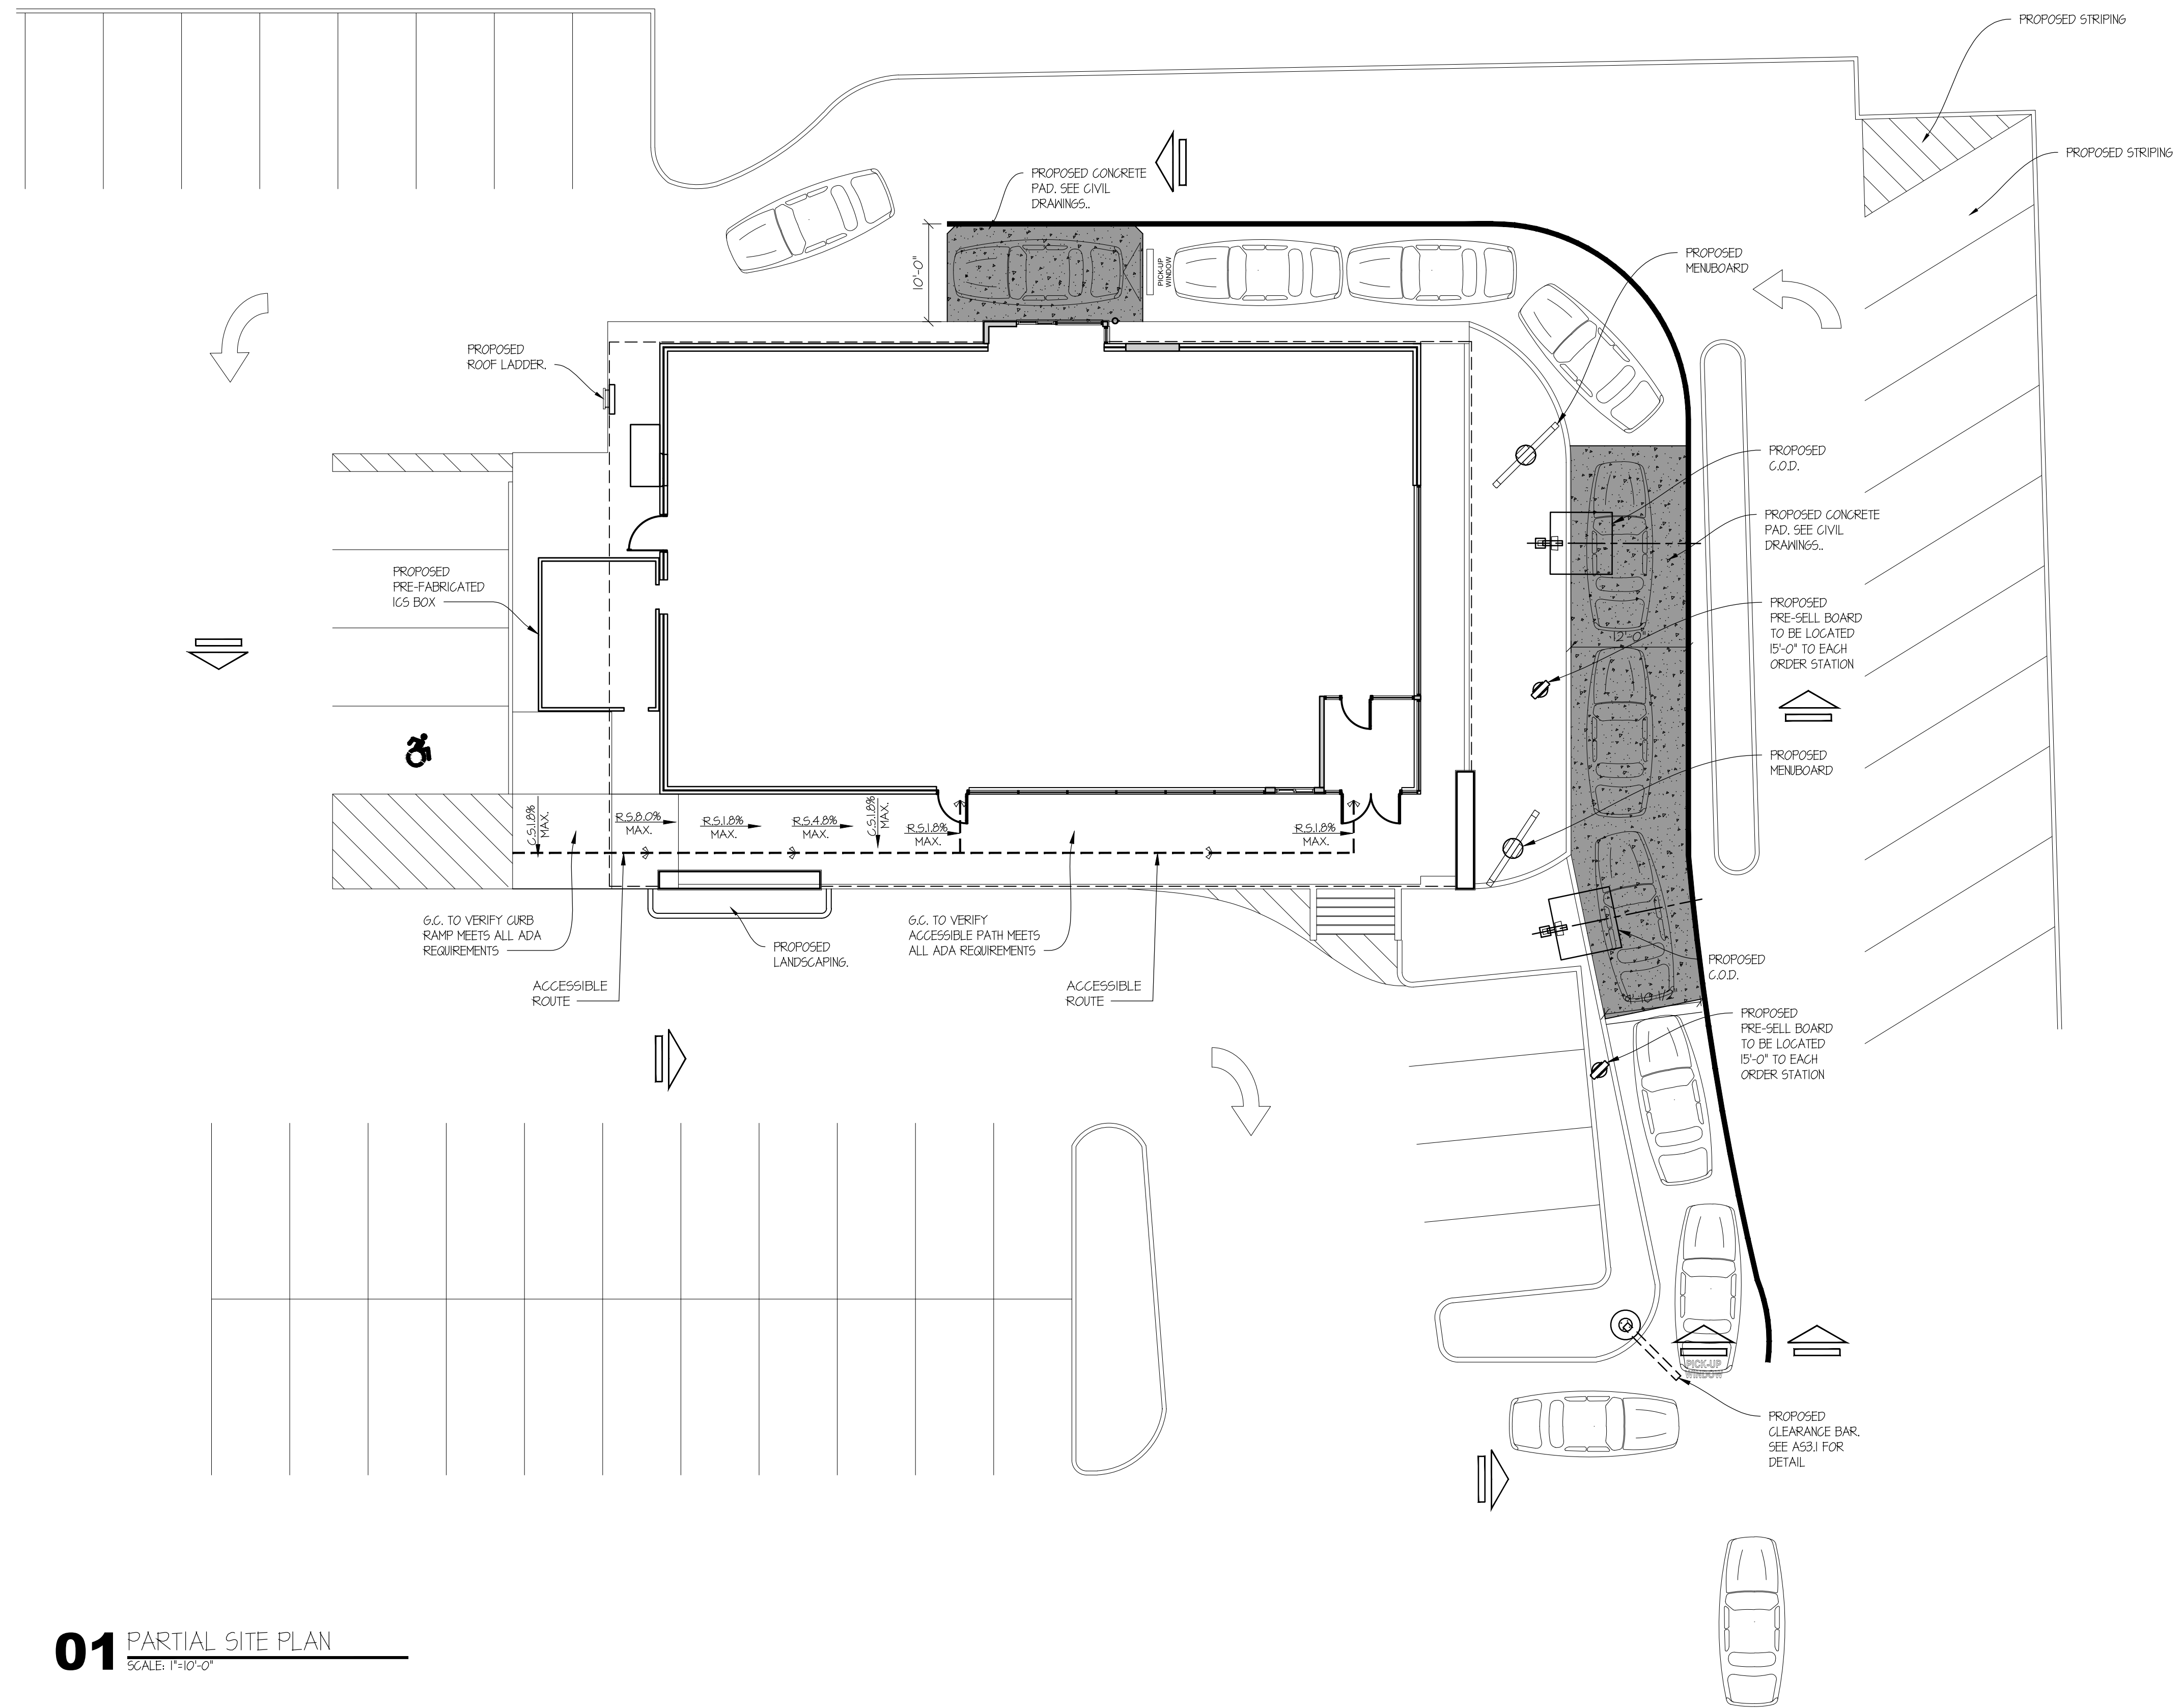 PROPOSED STRIPING
PROPOSED STRIPING
PROPOSED CONCRETE
PAD. SEE CIVIL
DRAWINGS..
10'-0"
PICK-UP
WINDOW
PROPOSED
MENUBOARD
PROPOSED
ROOF LADDER.
PROPOSED
C.O.D.
PROPOSED CONCRETE
PAD. SEE CIVIL
DRAWINGS..
PROPOSED
PRE-FABRICATED
ICS BOX
PROPOSED
PRE-SELL BOARD
TO BE LOCATED
15'-0" TO EACH
ORDER STATION
12'-0"
PROPOSED
MENUBOARD
C.S.1.8%
MAX.
R.S.8.0%
MAX.
R.S.1.8%
MAX.
R.S.4.8%
MAX.
C.S.1.8%
MAX.
R.S.1.8%
MAX.
R.S.1.8%
MAX.
G.C. TO VERIFY CURB
RAMP MEETS ALL ADA
REQUIREMENTS
PROPOSED
LANDSCAPING.
G.C. TO VERIFY
ACCESSIBLE PATH MEETS
ALL ADA REQUIREMENTS
ACCESSIBLE
ROUTE
ACCESSIBLE
ROUTE
PROPOSED
C.O.D.
PROPOSED
PRE-SELL BOARD
TO BE LOCATED
15'-0" TO EACH
ORDER STATION
PICK-UP
WINDOW
PROPOSED
CLEARANCE BAR.
SEE AS3.1 FOR
DETAIL
01 PARTIAL SITE PLAN
SCALE: 1"=10'-0"